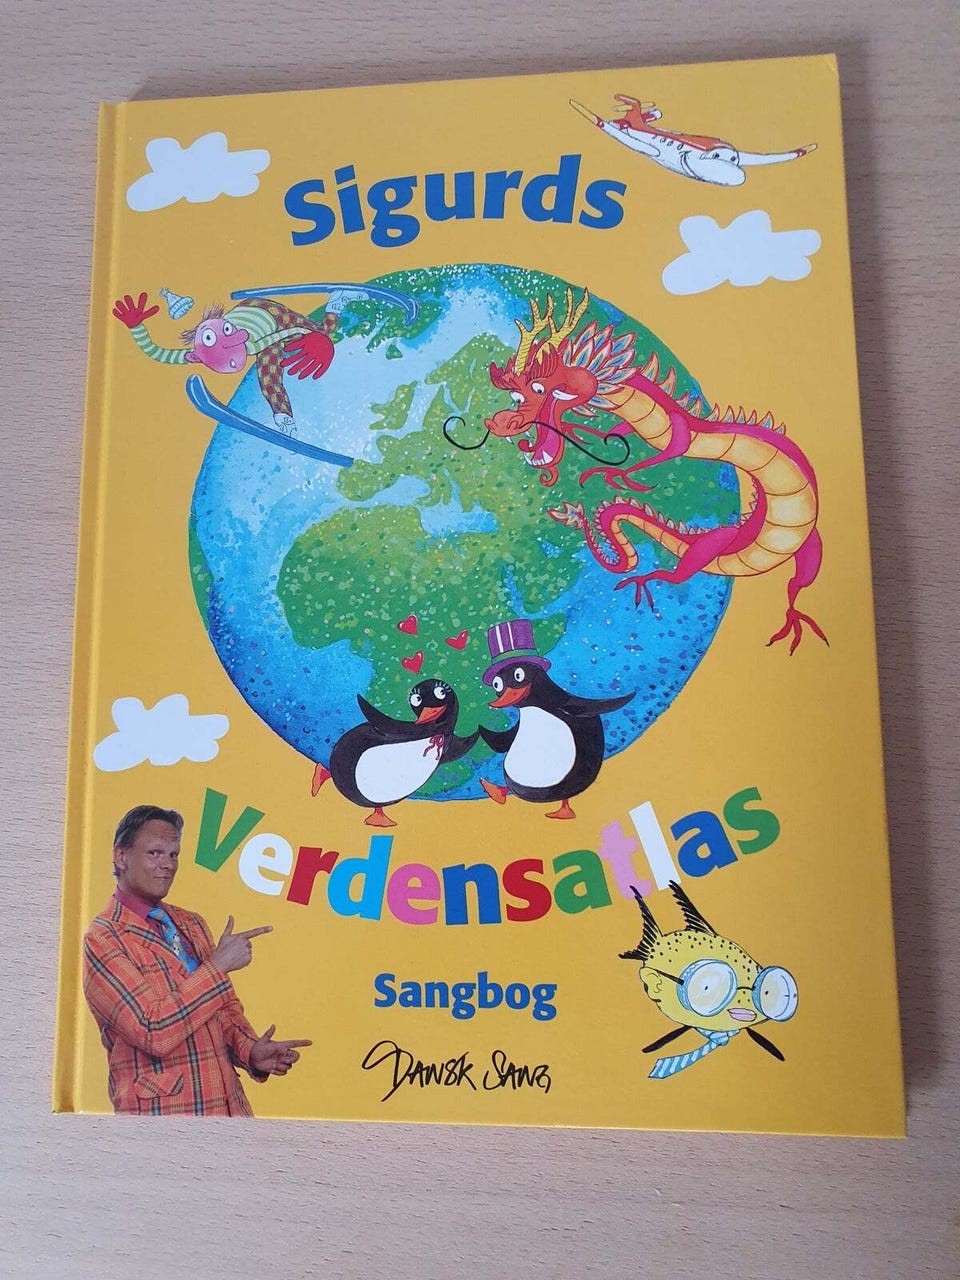 Sigurds
Verdensatlas
Sangbog
DANSK SANG